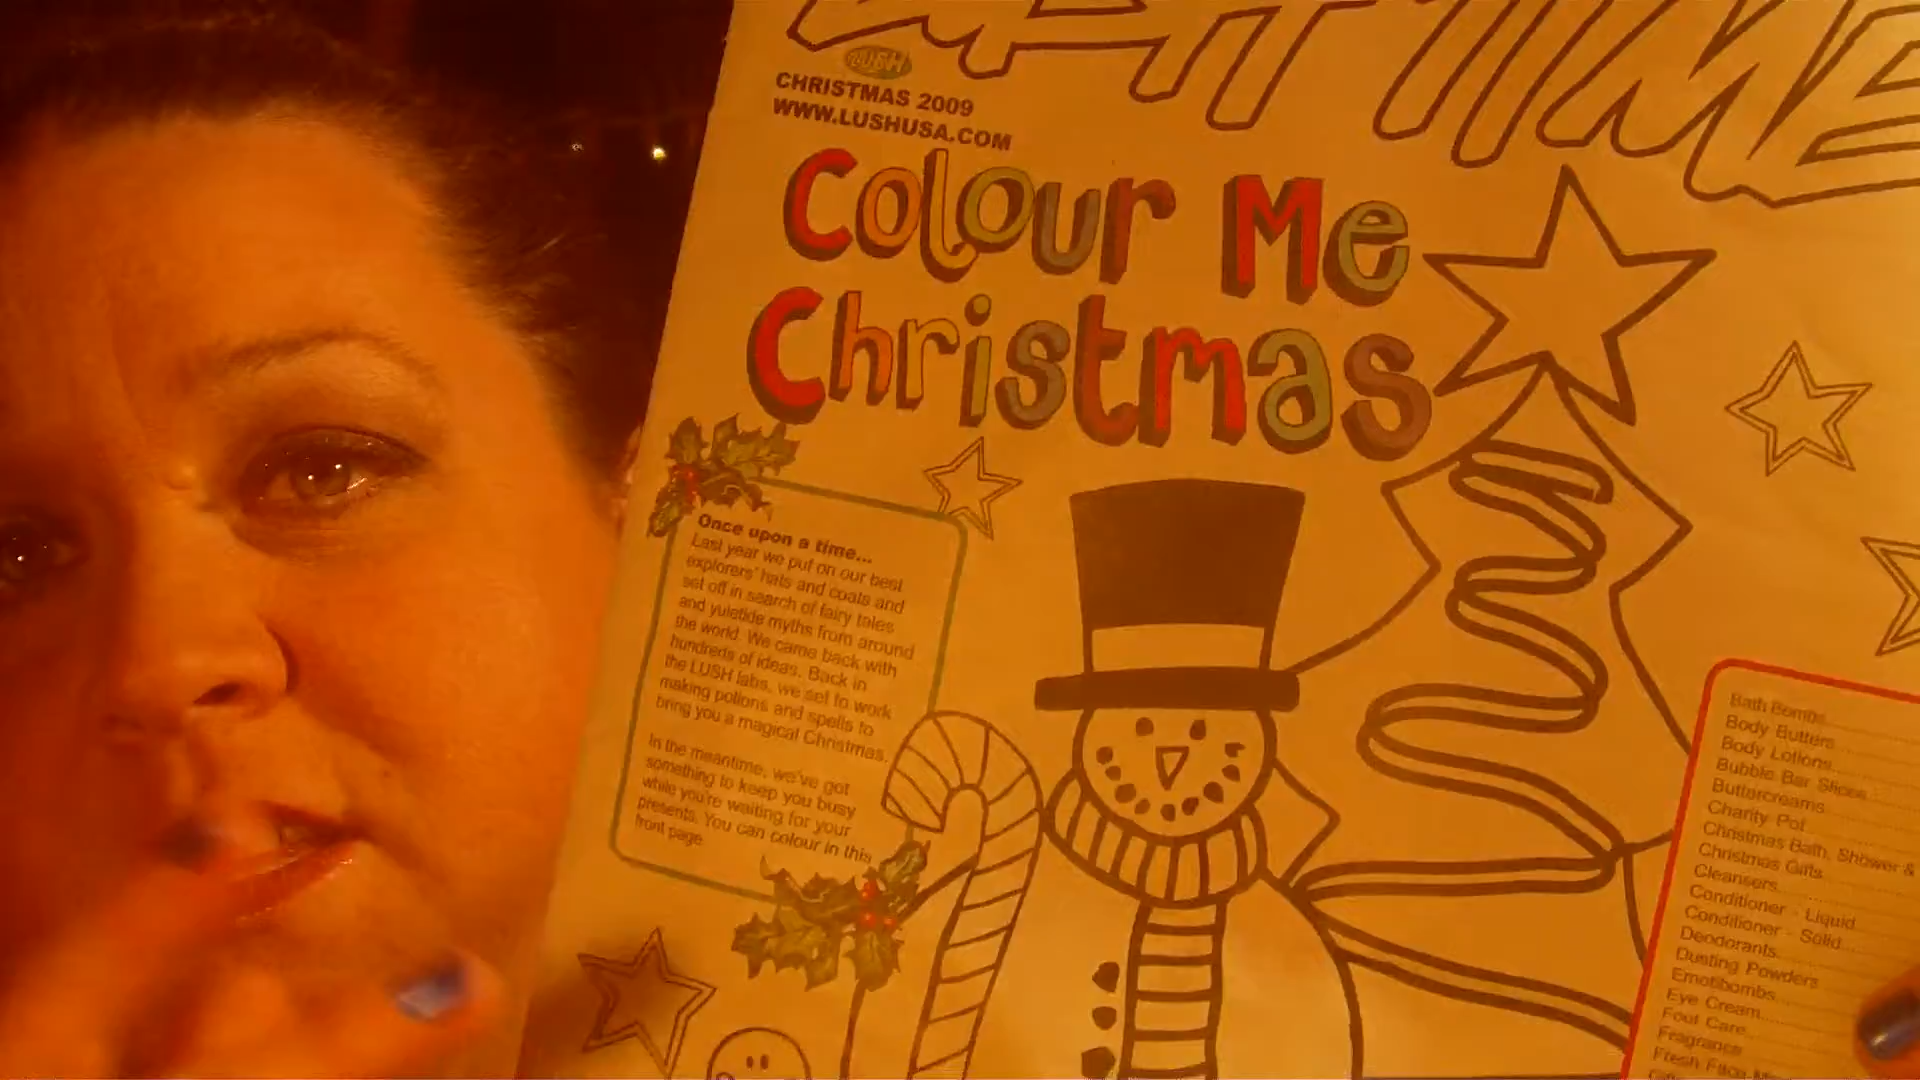 LUSH
CHRISTMAS 2009
WWW.LUSHUSA.COM
Colour Me
Christmas
Once upon a time...
Last year we put on our best
explorers' hats and coats and
set off in search of fairy tales
and yuletide myths from around
the world. We came back with
hundreds of ideas. Back in
the LUSH labs, we set to work
making potions and spells to
bring you a magical Christmas.
In the meantime, we've got
something to keep you busy
while you're waiting for your
presents. You can colour in this
front page.
Bath Bombs
Body Butters
Body Lotions
Bubble Bar Slices
Buttercreams
Charity Pot
Christmas Bath, Shower &
Christmas Gifts
Cleansers
Conditioner - Liquid
Conditioner - Solid
Deodorants
Dusting Powders
Emotibombs
Eye Cream
Foot Care
Fragrance
Fresh Face